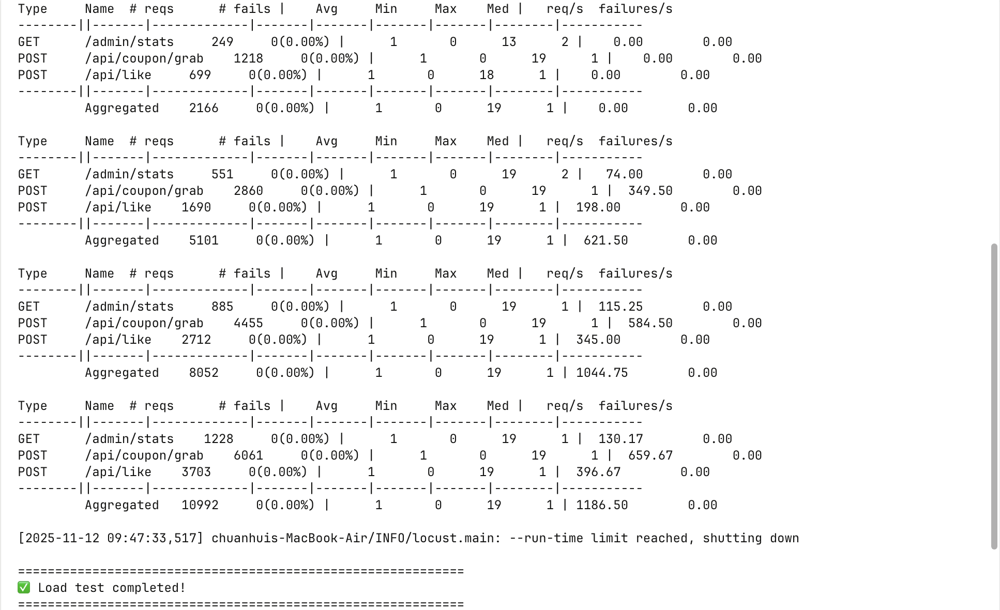 Type     Name  # reqs      # fails |    Avg     Min     Max    Med |   req/s  failures/s
--------||-------|-------------|-------|-------|-------|-------|--------|-----------
GET      /admin/stats     249     0(0.00%) |      1       0      13      2 |    0.00        0.00
POST     /api/coupon/grab    1218     0(0.00%) |      1       0      19      1 |    0.00        0.00
POST     /api/like     699     0(0.00%) |      1       0      18      1 |    0.00        0.00
--------||-------|-------------|-------|-------|-------|-------|--------|-----------
         Aggregated    2166     0(0.00%) |      1       0      19      1 |    0.00        0.00

Type     Name  # reqs      # fails |    Avg     Min     Max    Med |   req/s  failures/s
--------||-------|-------------|-------|-------|-------|-------|--------|-----------
GET      /admin/stats     551     0(0.00%) |      1       0      19      2 |   74.00        0.00
POST     /api/coupon/grab    2860     0(0.00%) |      1       0      19      1 |  349.50        0.00
POST     /api/like    1690     0(0.00%) |      1       0      19      1 |  198.00        0.00
--------||-------|-------------|-------|-------|-------|-------|--------|-----------
         Aggregated    5101     0(0.00%) |      1       0      19      1 |  621.50        0.00

Type     Name  # reqs      # fails |    Avg     Min     Max    Med |   req/s  failures/s
--------||-------|-------------|-------|-------|-------|-------|--------|-----------
GET      /admin/stats     885     0(0.00%) |      1       0      19      1 |  115.25        0.00
POST     /api/coupon/grab    4455     0(0.00%) |      1       0      19      1 |  584.50        0.00
POST     /api/like    2712     0(0.00%) |      1       0      19      1 |  345.00        0.00
--------||-------|-------------|-------|-------|-------|-------|--------|-----------
         Aggregated    8052     0(0.00%) |      1       0      19      1 | 1044.75        0.00

Type     Name  # reqs      # fails |    Avg     Min     Max    Med |   req/s  failures/s
--------||-------|-------------|-------|-------|-------|-------|--------|-----------
GET      /admin/stats    1228     0(0.00%) |      1       0      19      1 |  130.17        0.00
POST     /api/coupon/grab    6061     0(0.00%) |      1       0      19      1 |  659.67        0.00
POST     /api/like    3703     0(0.00%) |      1       0      19      1 |  396.67        0.00
--------||-------|-------------|-------|-------|-------|-------|--------|-----------
         Aggregated   10992     0(0.00%) |      1       0      19      1 | 1186.50        0.00

[2025-11-12 09:47:33,517] chuanhuis-MacBook-Air/INFO/locust.main: --run-time limit reached, shutting down

============================================================
✅ Load test completed!
============================================================